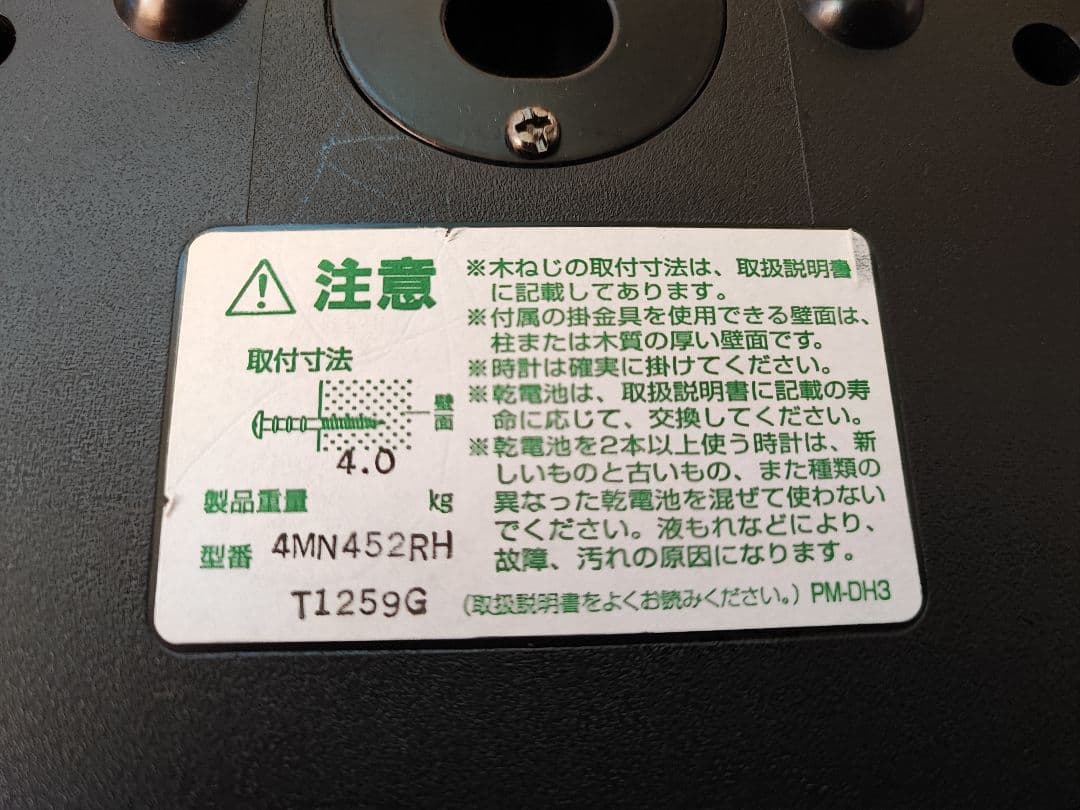 注意
取付寸法
壁面
4.0
製品重量 kg
型番 4MN452RH
T1259G
※木ねじの取付寸法は、取扱説明書
に記載してあります。
※付属の掛金具を使用できる壁面は、
柱または木質の厚い壁面です。
※時計は確実に掛けてください。
※乾電池は、取扱説明書に記載の寿
命に応じて、交換してください。
※乾電池を2本以上使う時計は、新
しいものと古いもの、また種類の
異なった乾電池を混ぜて使わない
でください。液もれなどにより、
故障、汚れの原因になります。
(取扱説明書をよくお読みください。) PM-DH3